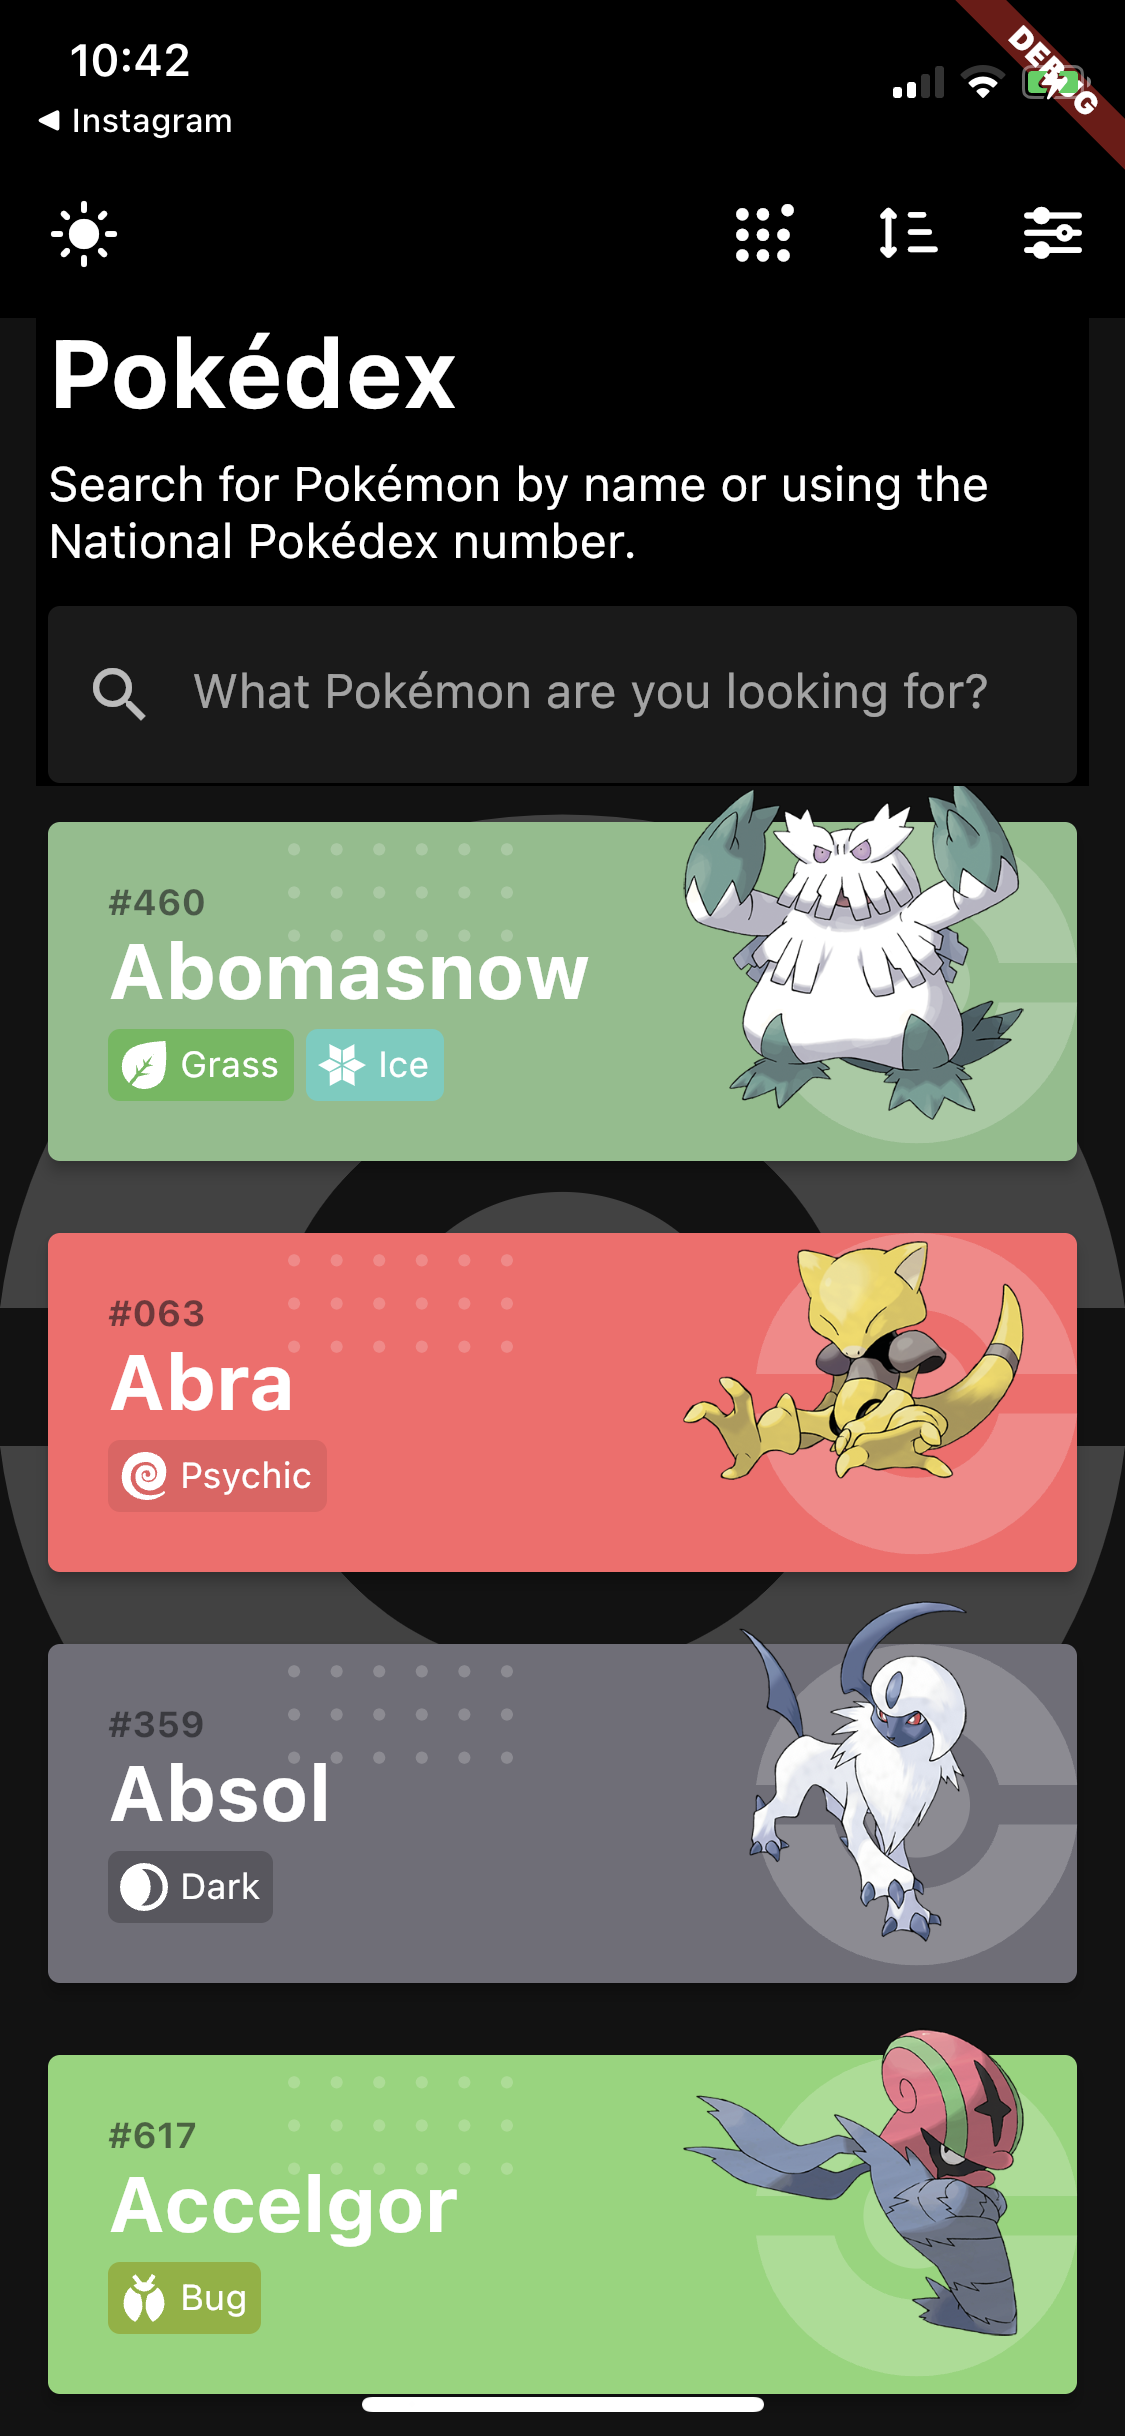 10:42
DEBUG
◀ Instagram
Pokédex
Search for Pokémon by name or using the
National Pokédex number.
What Pokémon are you looking for?
#460
Abomasnow
Grass Ice
#063
Abra
Psychic
#359
Absol
Dark
#617
Accelgor
Bug